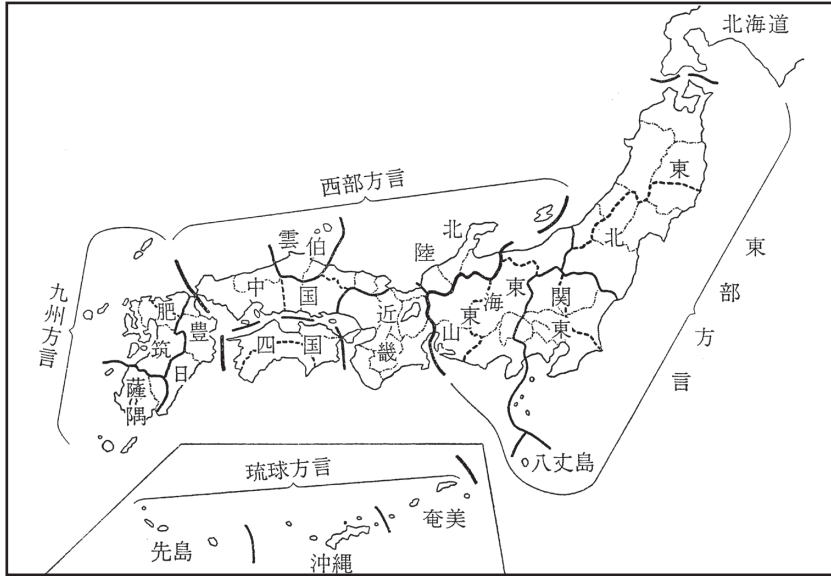 北海道
東北
東部方言
西部方言
北陸
雲伯
中国
近畿
東海東山
関東
四国
九州方言
肥筑
豊日
薩隅
八丈島
琉球方言
奄美
沖縄
先島